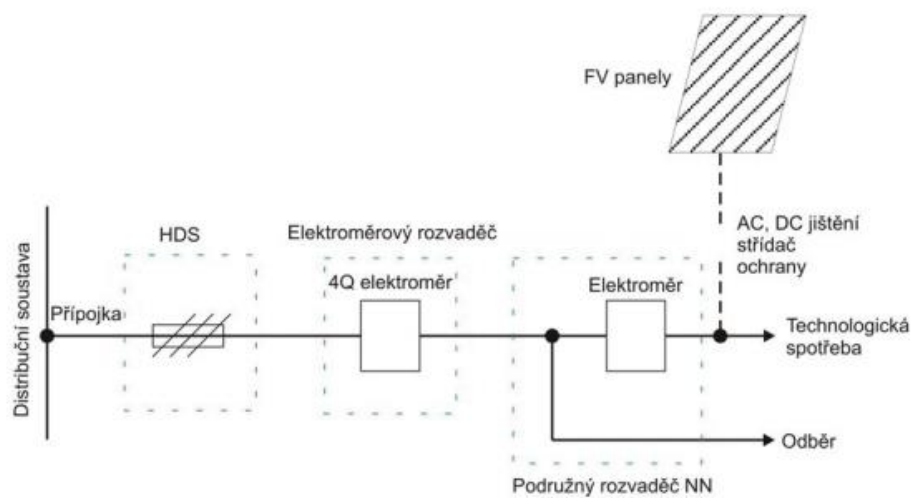 FV panely
AC, DC jištění
střídač
ochrany
HDS
Elektroměrový rozvaděč
4Q elektroměr
Elektroměr
Distribuční soustava
Přípojka
Technologická
spotřeba
Odběr
Podružný rozvaděč NN